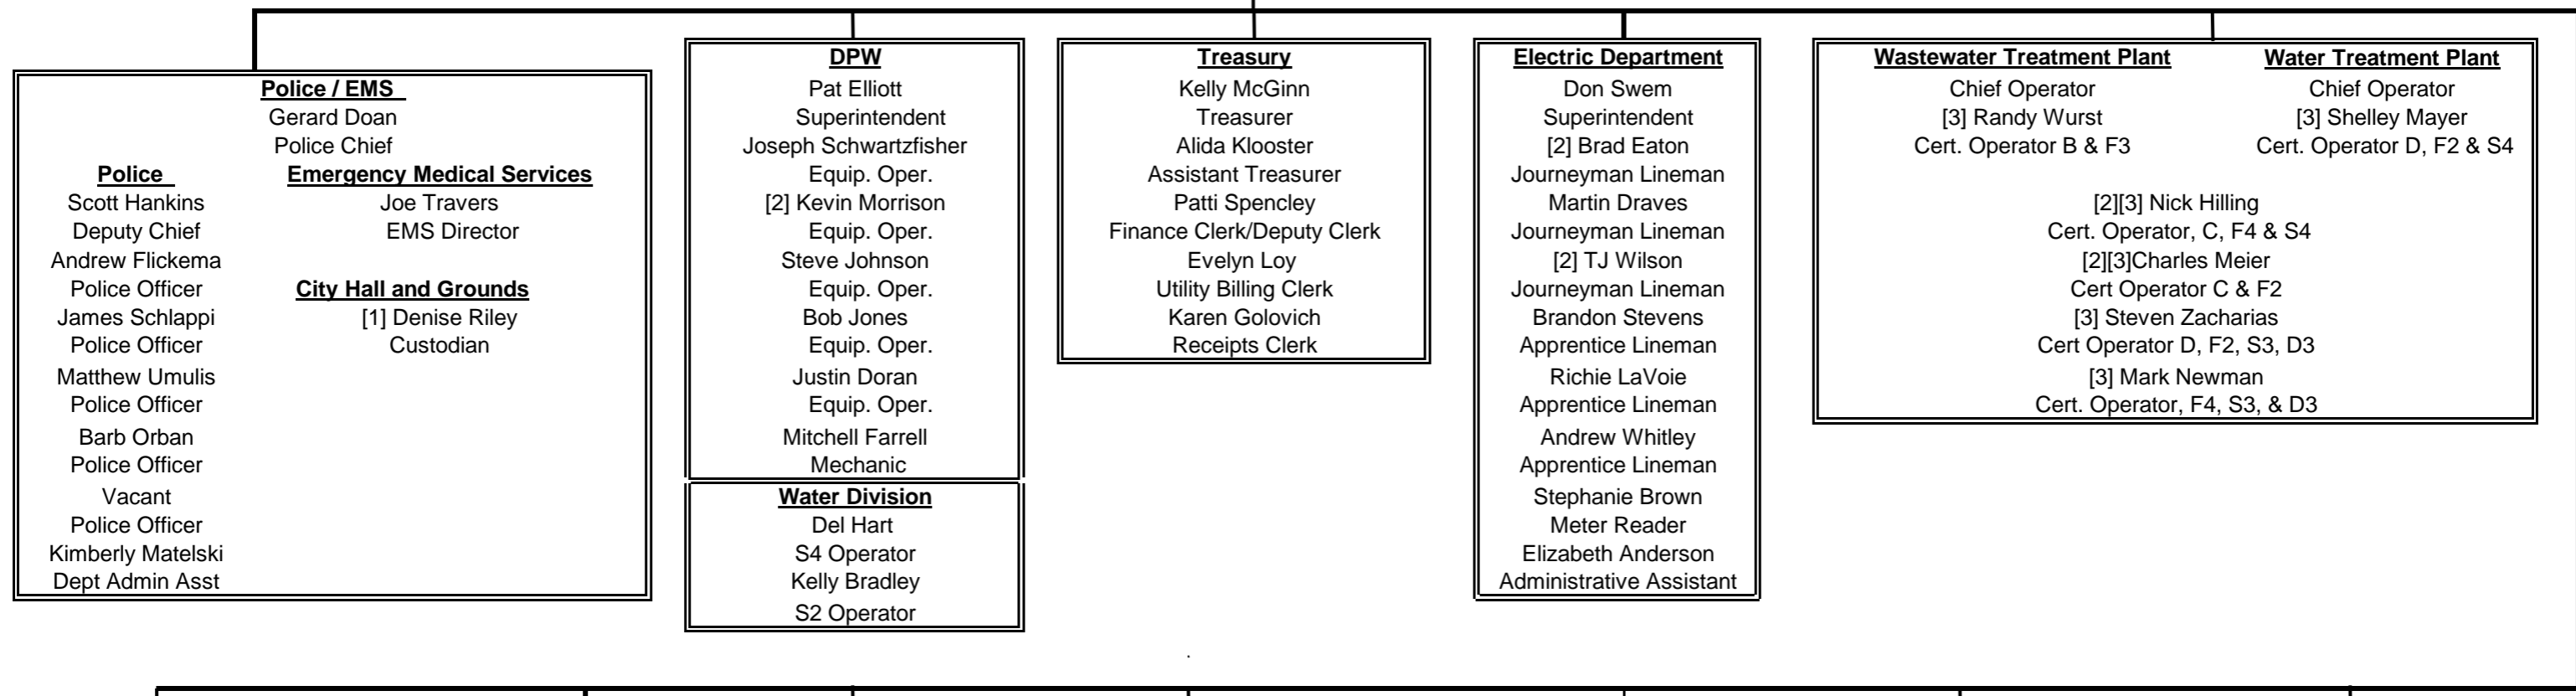 Police / EMS
Gerard Doan
Police Chief
Police
Scott Hankins
Deputy Chief
Andrew Flickema
Police Officer
James Schlappi
Police Officer
Matthew Umulis
Police Officer
Barb Orban
Police Officer
Vacant
Police Officer
Kimberly Matelski
Dept Admin Asst
Emergency Medical Services
Joe Travers
EMS Director
City Hall and Grounds
[1] Denise Riley
Custodian
DPW
Pat Elliott
Superintendent
Joseph Schwartzfisher
Equip. Oper.
[2] Kevin Morrison
Equip. Oper.
Steve Johnson
Equip. Oper.
Bob Jones
Equip. Oper.
Justin Doran
Equip. Oper.
Mitchell Farrell
Mechanic
Water Division
Del Hart
S4 Operator
Kelly Bradley
S2 Operator
Treasury
Kelly McGinn
Treasurer
Alida Klooster
Assistant Treasurer
Patti Spencley
Finance Clerk/Deputy Clerk
Evelyn Loy
Utility Billing Clerk
Karen Golovich
Receipts Clerk
Electric Department
Don Swem
Superintendent
[2] Brad Eaton
Journeyman Lineman
Martin Draves
Journeyman Lineman
[2] TJ Wilson
Journeyman Lineman
Brandon Stevens
Apprentice Lineman
Richie LaVoie
Apprentice Lineman
Andrew Whitley
Apprentice Lineman
Stephanie Brown
Meter Reader
Elizabeth Anderson
Administrative Assistant
Wastewater Treatment Plant
Chief Operator
[3] Randy Wurst
Cert. Operator B & F3
Water Treatment Plant
Chief Operator
[3] Shelley Mayer
Cert. Operator D, F2 & S4
[2][3] Nick Hilling
Cert. Operator, C, F4 & S4
[2][3]Charles Meier
Cert Operator C & F2
[3] Steven Zacharias
Cert Operator D, F2, S3, D3
[3] Mark Newman
Cert. Operator, F4, S3, & D3